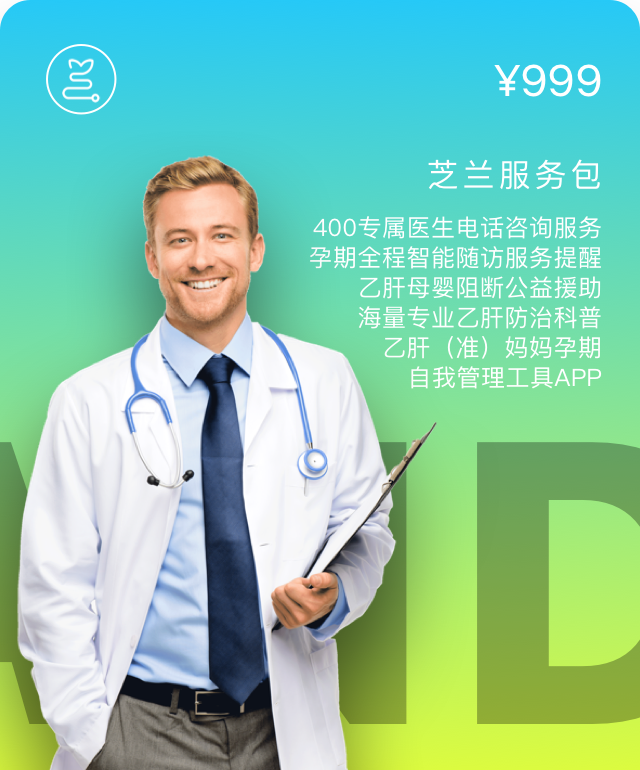 ¥999
芝兰服务包
400专属医生电话咨询服务
孕期全程智能随访服务提醒
乙肝母婴阻断公益援助
海量专业乙肝防治科普
乙肝（准）妈妈孕期
自我管理工具APP